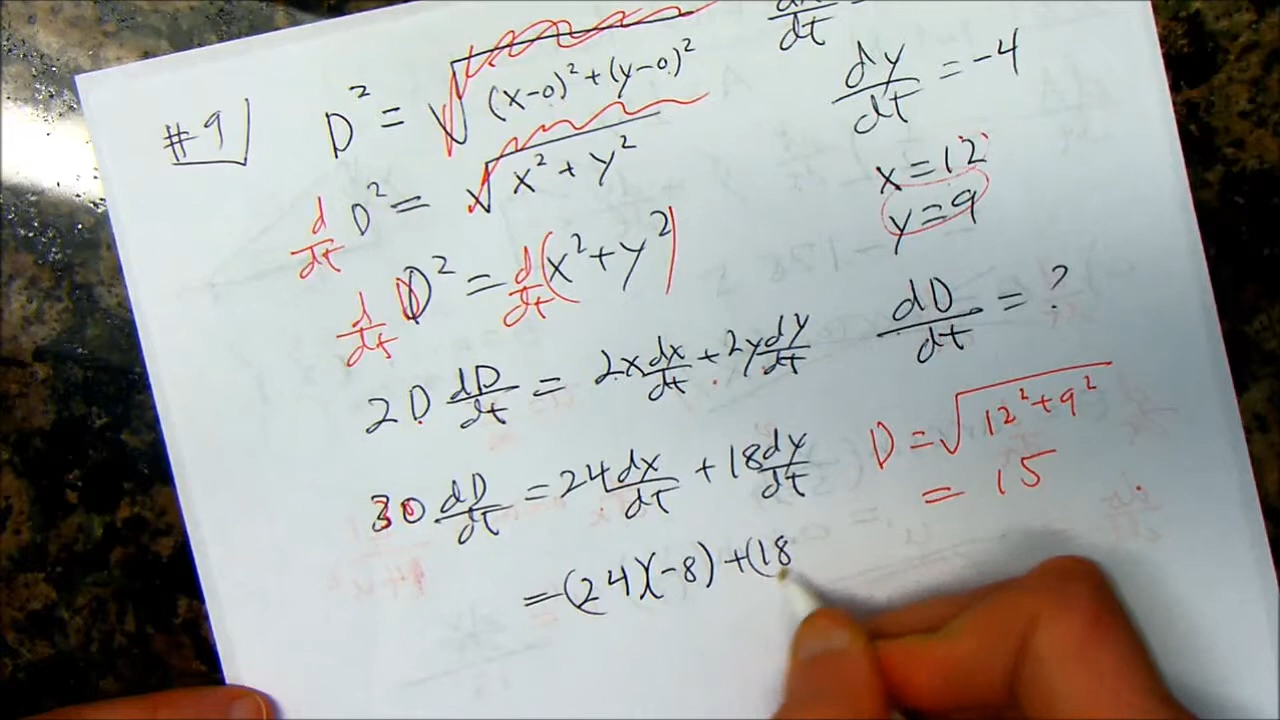 #9
D² = √(x-0)²+(y-0)²
d/dt D² = √x² + y²
d/dt D² = d/dt (x²+y²)
2D dD/dt = 2x dx/dt + 2y dy/dt
30 dD/dt = 24 dx/dt + 18 dy/dt
= (24)(-8) + (18
dy/dt = -4
x=12
y=9
dD/dt = ?
D = √12²+9²
= 15